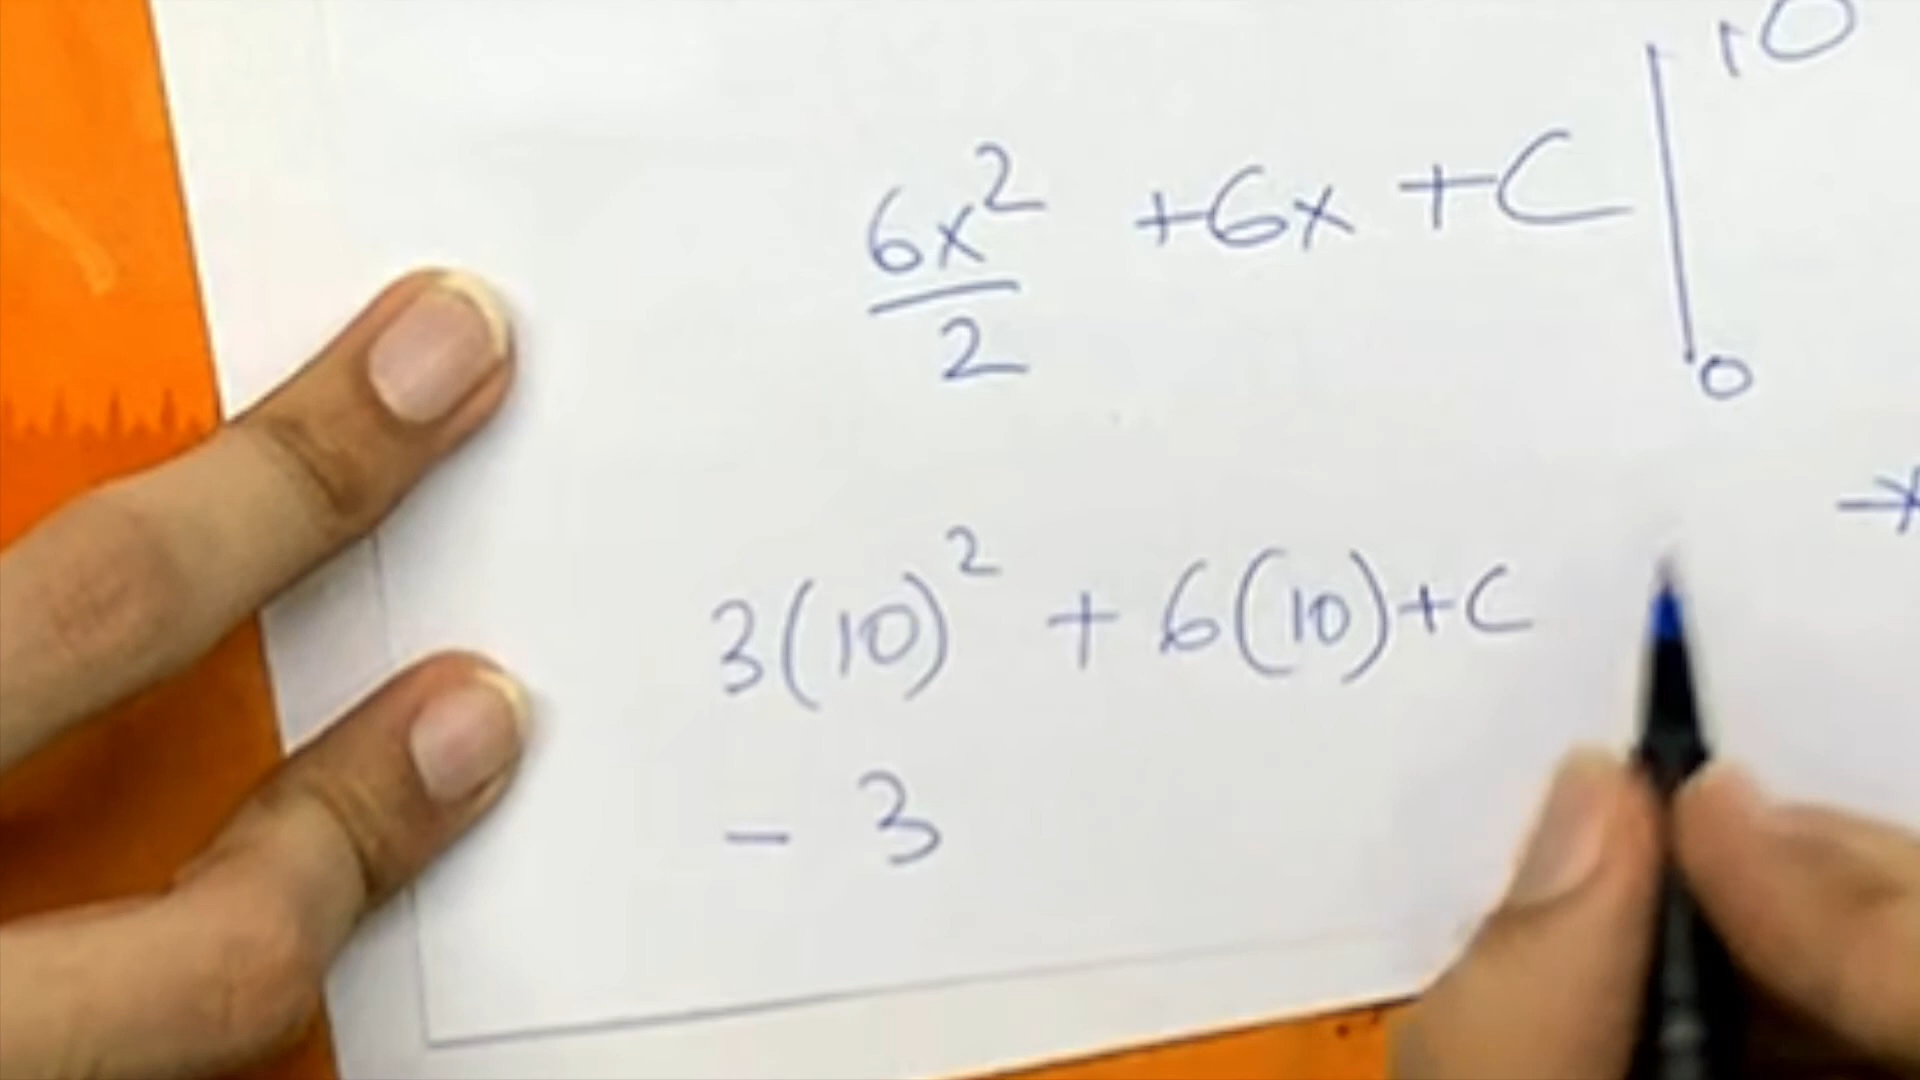 10
6x²/2 +6x +C
0
→
3(10)² + 6(10)+C
- 3